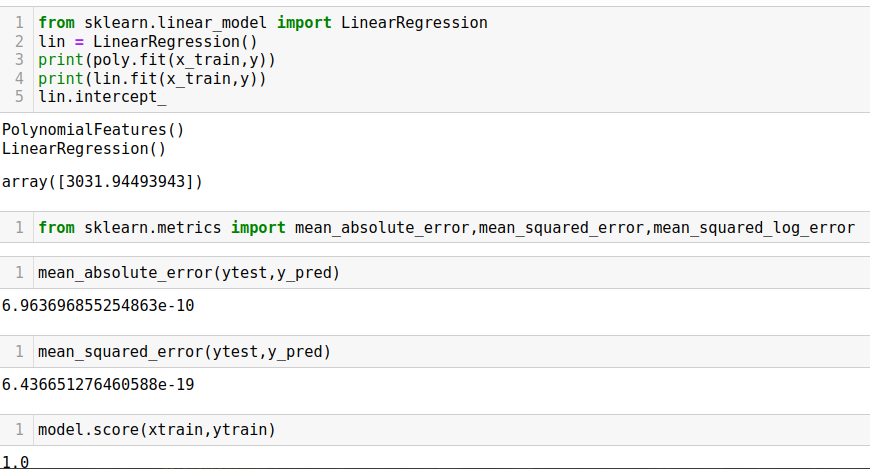 1 from sklearn.linear_model import LinearRegression
2 lin = LinearRegression()
3 print(poly.fit(x_train,y))
4 print(lin.fit(x_train,y))
5 lin.intercept_
PolynomialFeatures()
LinearRegression()
array([3031.94493943])
1 from sklearn.metrics import mean_absolute_error,mean_squared_error,mean_squared_log_error
1 mean_absolute_error(ytest,y_pred)
6.963696855254863e-10
1 mean_squared_error(ytest,y_pred)
6.436651276460588e-19
1 model.score(xtrain,ytrain)
1.0